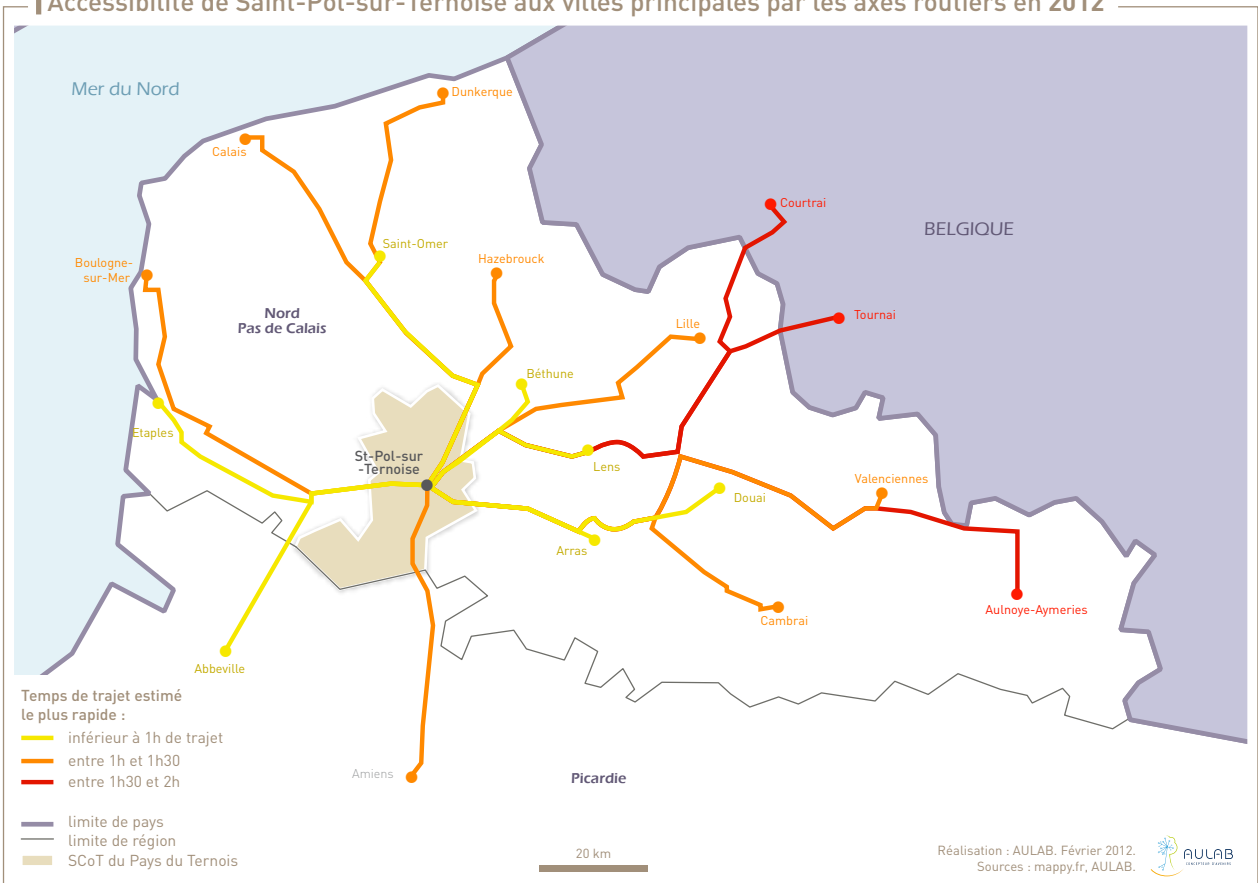 Accessibilité de Saint-Pol-sur-Ternoise aux villes principales par les axes routiers en 2012
Mer du Nord
Dunkerque
Calais
Courtrai
BELGIQUE
Saint-Omer
Hazebrouck
Boulogne-
sur-Mer
Nord
Pas de Calais
Lille
Tournai
Béthune
Etaples
St-Pol-sur
-Ternoise
Lens
Douai
Valenciennes
Arras
Cambrai
Aulnoye-Aymeries
Abbeville
Amiens
Picardie
Temps de trajet estimé
le plus rapide :
inférieur à 1h de trajet
entre 1h et 1h30
entre 1h30 et 2h
limite de pays
limite de région
SCoT du Pays du Ternois
20 km
Réalisation : AULAB. Février 2012.
Sources : mappy.fr, AULAB.
AULAB
CONCEPTEUR D'AVENIRS